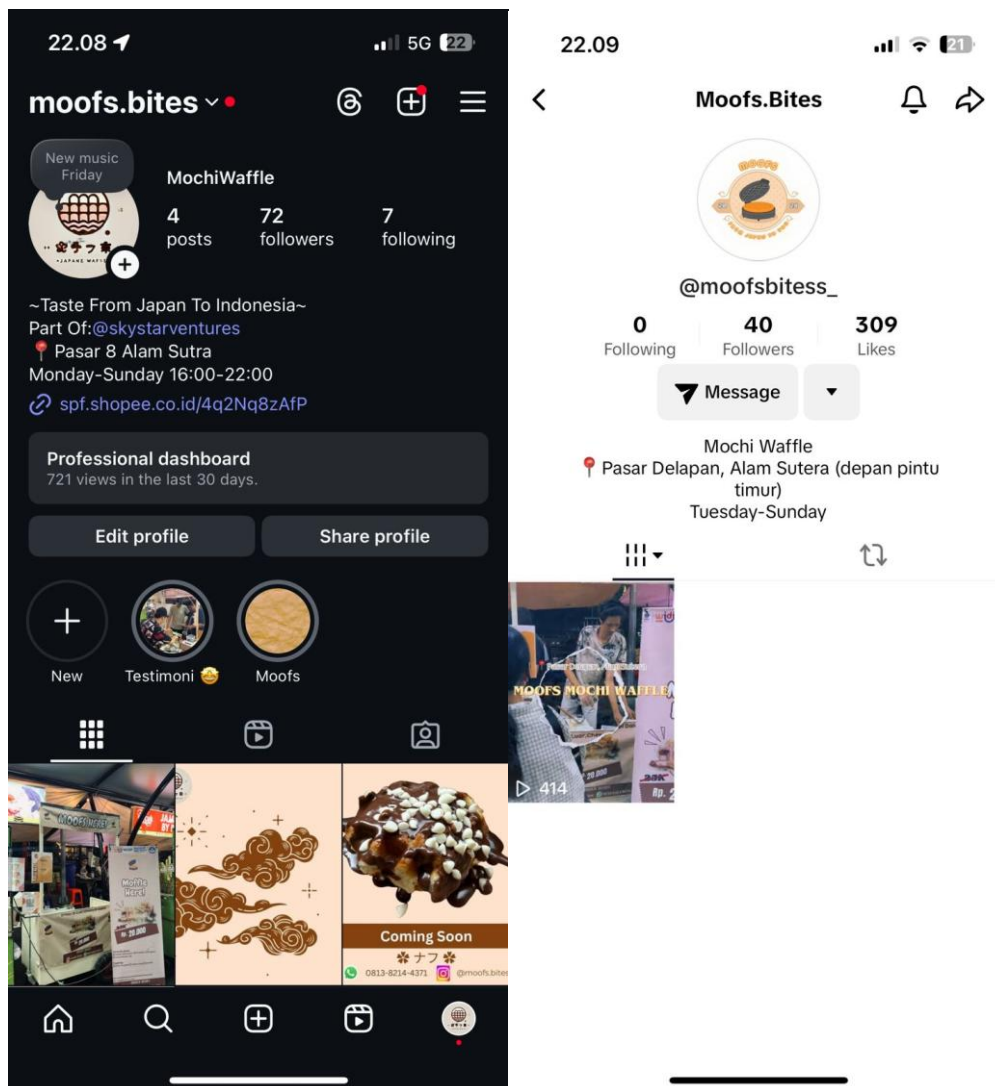 22.08
5G 22
moofs.bites
New music
Friday
MochiWaffle
4
posts
72
followers
7
following
~Taste From Japan To Indonesia~
Part Of:@skystarventures
Pasar 8 Alam Sutra
Monday-Sunday 16:00-22:00
spf.shopee.co.id/4q2Nq8zAfP
Professional dashboard
721 views in the last 30 days.
Edit profile
Share profile
New
Testimoni 🤩
Moofs
Coming Soon
ナフ
0813-8214-4371
@moofs.bites
22.09
21
Moofs.Bites
MOOFS
@moofsbitess_
0
Following
40
Followers
309
Likes
Message
Mochi Waffle
Pasar Delapan, Alam Sutera (depan pintu
timur)
Tuesday-Sunday
MOOFS MOCHI WAFFLE
414